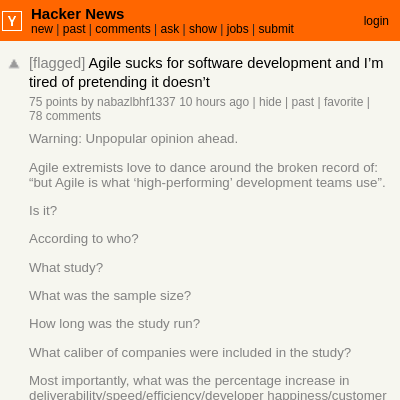 Y
Hacker News
new | past | comments | ask | show | jobs | submit
login
[flagged] Agile sucks for software development and I’m
tired of pretending it doesn’t
75 points by nabazlbhf1337 10 hours ago | hide | past | favorite |
78 comments
Warning: Unpopular opinion ahead.
Agile extremists love to dance around the broken record of:
“but Agile is what ‘high-performing’ development teams use”.
Is it?
According to who?
What study?
What was the sample size?
How long was the study run?
What caliber of companies were included in the study?
Most importantly, what was the percentage increase in
deliverability/speed/efficiency/developer happiness/customer